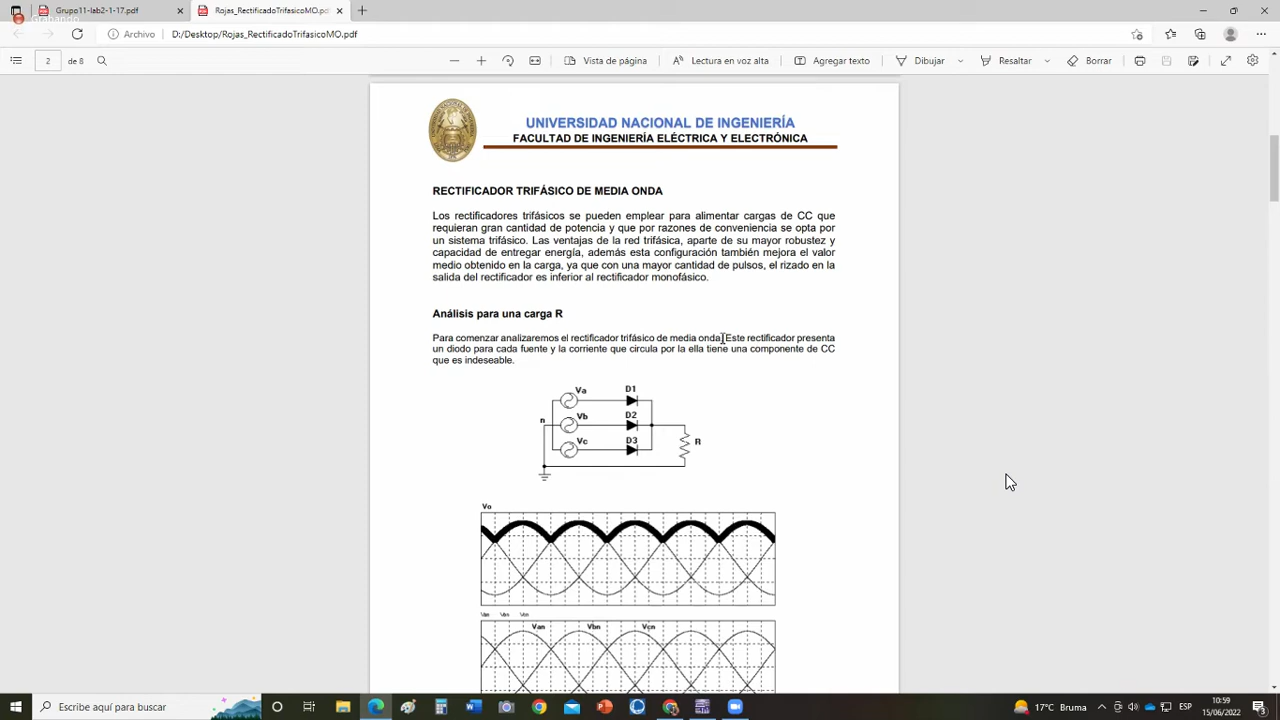 Grupo11-lab2-1-17.pdf
Rojas_RectificadoTrifasicoMO.pdf
Grabando
Archivo
D:/Desktop/Rojas_RectificadoTrifasicoMO.pdf
2 de 8
Vista de página
Lectura en voz alta
Agregar texto
Dibujar
Resaltar
Borrar
UNIVERSIDAD NACIONAL DE INGENIERÍA
FACULTAD DE INGENIERÍA ELÉCTRICA Y ELECTRÓNICA
RECTIFICADOR TRIFÁSICO DE MEDIA ONDA
Los rectificadores trifásicos se pueden emplear para alimentar cargas de CC que
requieran gran cantidad de potencia y que por razones de conveniencia se opta por
un sistema trifásico. Las ventajas de la red trifásica, aparte de su mayor robustez y
capacidad de entregar energía, además esta configuración también mejora el valor
medio obtenido en la carga, ya que con una mayor cantidad de pulsos, el rizado en la
salida del rectificador es inferior al rectificador monofásico.
Análisis para una carga R
Para comenzar analizaremos el rectificador trifásico de media onda. Este rectificador presenta
un diodo para cada fuente y la corriente que circula por la ella tiene una componente de CC
que es indeseable.
Va D1
n Vb D2
Vc D3
R
Vo
Van Vbn Vcn
Van Vbn Vcn
Escribe aquí para buscar
17°C Bruma
ESP
10:59
15/06/2022
3